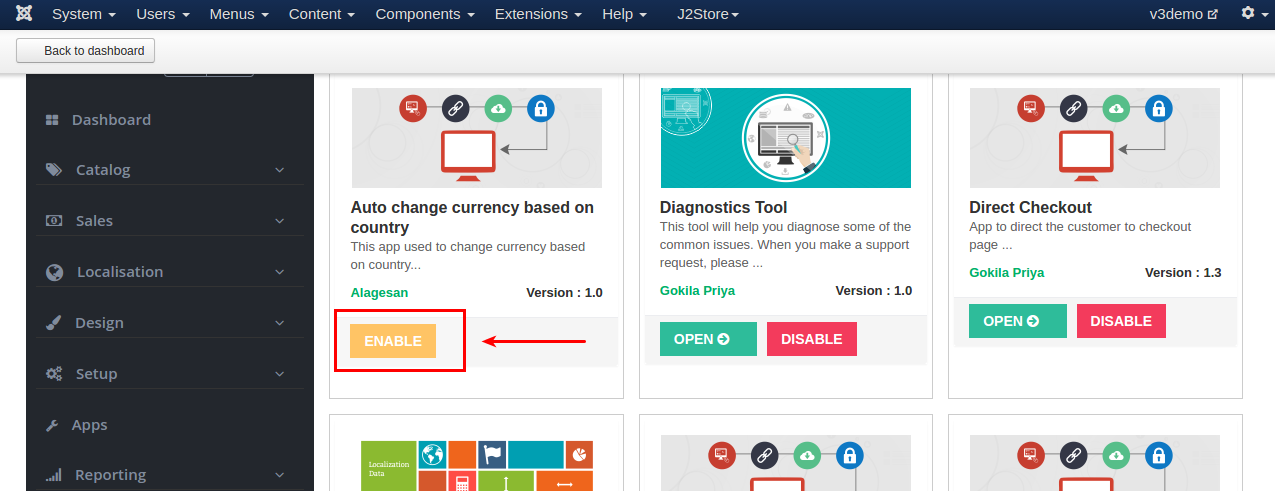 System Users Menus Content Components Extensions Help J2Store v3demo
Back to dashboard
Dashboard
Catalog
Sales
Localisation
Design
Setup
Apps
Reporting
Auto change currency based on
country
This app used to change currency based
on country...
Alagesan Version : 1.0
ENABLE
Diagnostics Tool
This tool will help you diagnose some of the
common issues. When you make a support
request, please ...
Gokila Priya Version : 1.0
OPEN DISABLE
Direct Checkout
App to direct the customer to checkout
page ...
Gokila Priya Version : 1.3
OPEN DISABLE
Localization
Data